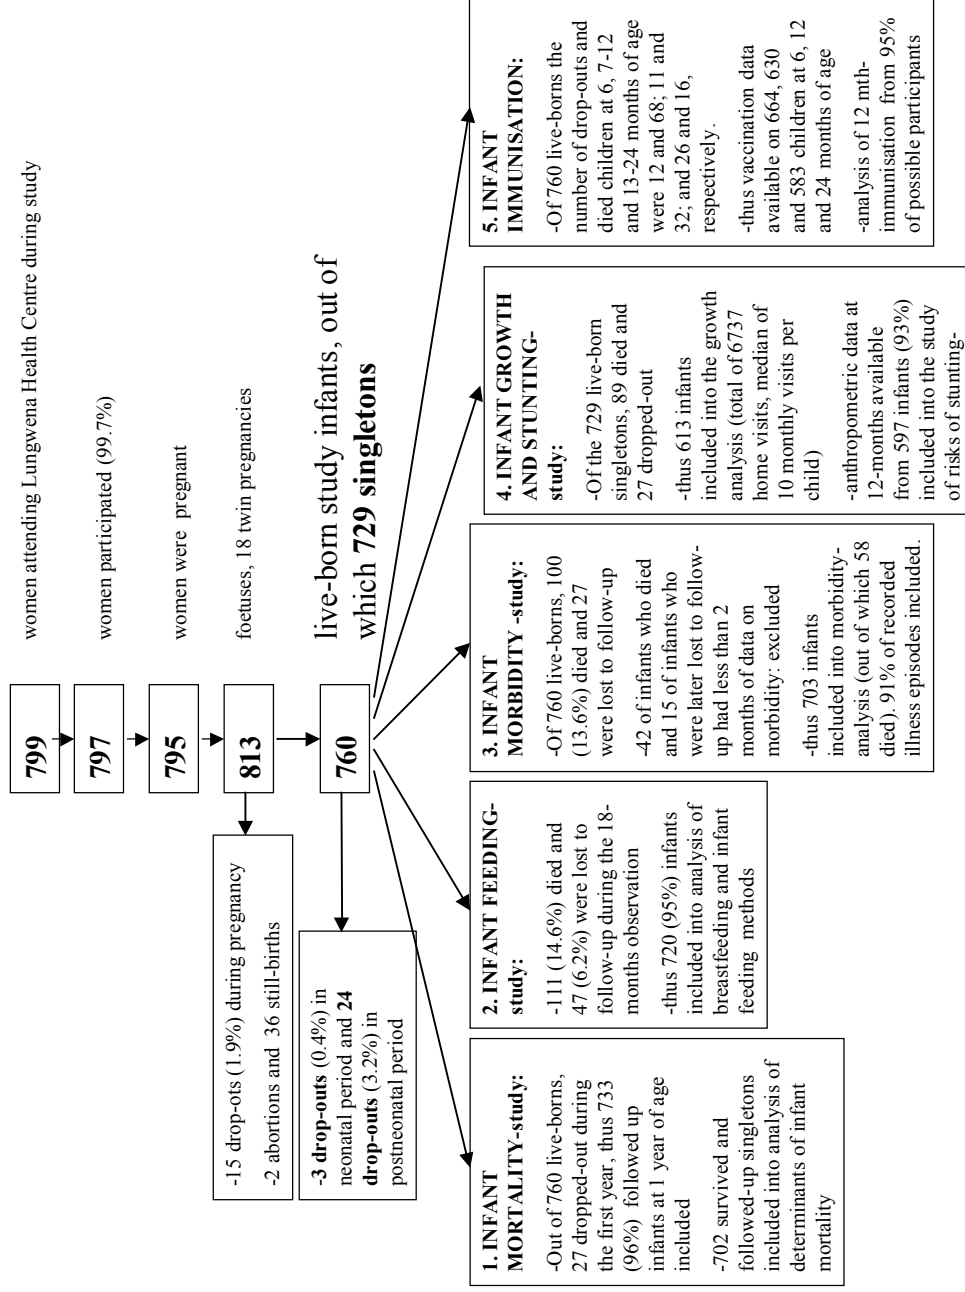 799
women attending Lungwena Health Centre during study
797
women participated (99.7%)
795
women were pregnant
813
foetuses, 18 twin pregnancies
760
live-born study infants, out of
which 729 singletons
-15 drop-ots (1.9%) during pregnancy
-2 abortions and 36 still-births
-3 drop-outs (0.4%) in
neonatal period and 24
drop-outs (3.2%) in
postneonatal period
1. INFANT
MORTALITY-study:
-Out of 760 live-borns,
27 dropped-out during
the first year, thus 733
(96%) followed up
infants at 1 year of age
included
-702 survived and
followed-up singletons
included into analysis of
determinants of infant
mortality
2. INFANT FEEDING-
study:
-111 (14.6%) died and
47 (6.2%) were lost to
follow-up during the 18-
months observation
-thus 720 (95%) infants
included into analysis of
breastfeeding and infant
feeding methods
3. INFANT
MORBIDITY -study:
-Of 760 live-borns, 100
(13.6%) died and 27
were lost to follow-up
-42 of infants who died
and 15 of infants who
were later lost to follow-
up had less than 2
months of data on
morbidity: excluded
-thus 703 infants
included into morbidity-
analysis (out of which 58
died). 91% of recorded
illness episodes included.
4. INFANT GROWTH
AND STUNTING-
study:
-Of the 729 live-born
singletons, 89 died and
27 dropped-out
-thus 613 infants
included into the growth
analysis (total of 6737
home visits, median of
10 monthly visits per
child)
-anthropometric data at
12-months available
from 597 infants (93%)
included into the study
of risks of stunting-
5. INFANT
IMMUNISATION:
-Of 760 live-borns the
number of drop-outs and
died children at 6, 7-12
and 13-24 months of age
were 12 and 68; 11 and
32; and 26 and 16,
respectively.
-thus vaccination data
available on 664, 630
and 583 children at 6, 12
and 24 months of age
-analysis of 12 mth-
immunisation from 95%
of possible participants